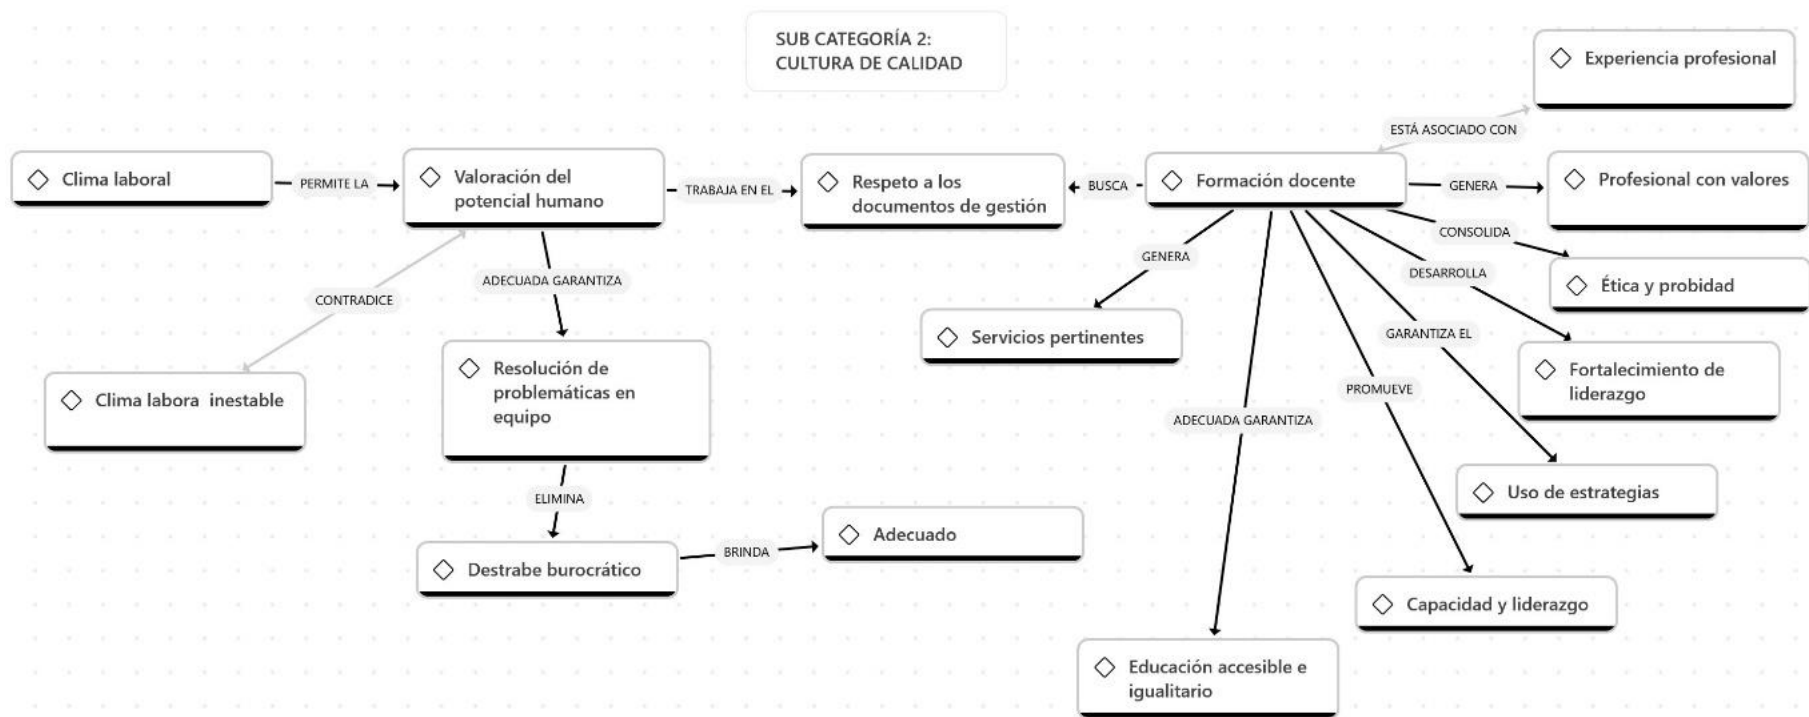 SUB CATEGORÍA 2:
CULTURA DE CALIDAD
Experiencia profesional
ESTÁ ASOCIADO CON
Clima laboral
PERMITE LA
Valoración del
potencial humano
TRABAJA EN EL
Respeto a los
documentos de gestión
BUSCA
Formación docente
GENERA
Profesional con valores
CONSOLIDA
Ética y probidad
GENERA
DESARROLLA
ADECUADA GARANTIZA
CONTRADICE
Servicios pertinentes
GARANTIZA EL
Fortalecimiento de
liderazgo
Clima labora inestable
Resolución de
problemáticas en
equipo
PROMUEVE
ADECUADA GARANTIZA
Uso de estrategias
ELIMINA
Destrabe burocrático
BRINDA
Adecuado
Capacidad y liderazgo
Educación accesible e
igualitario